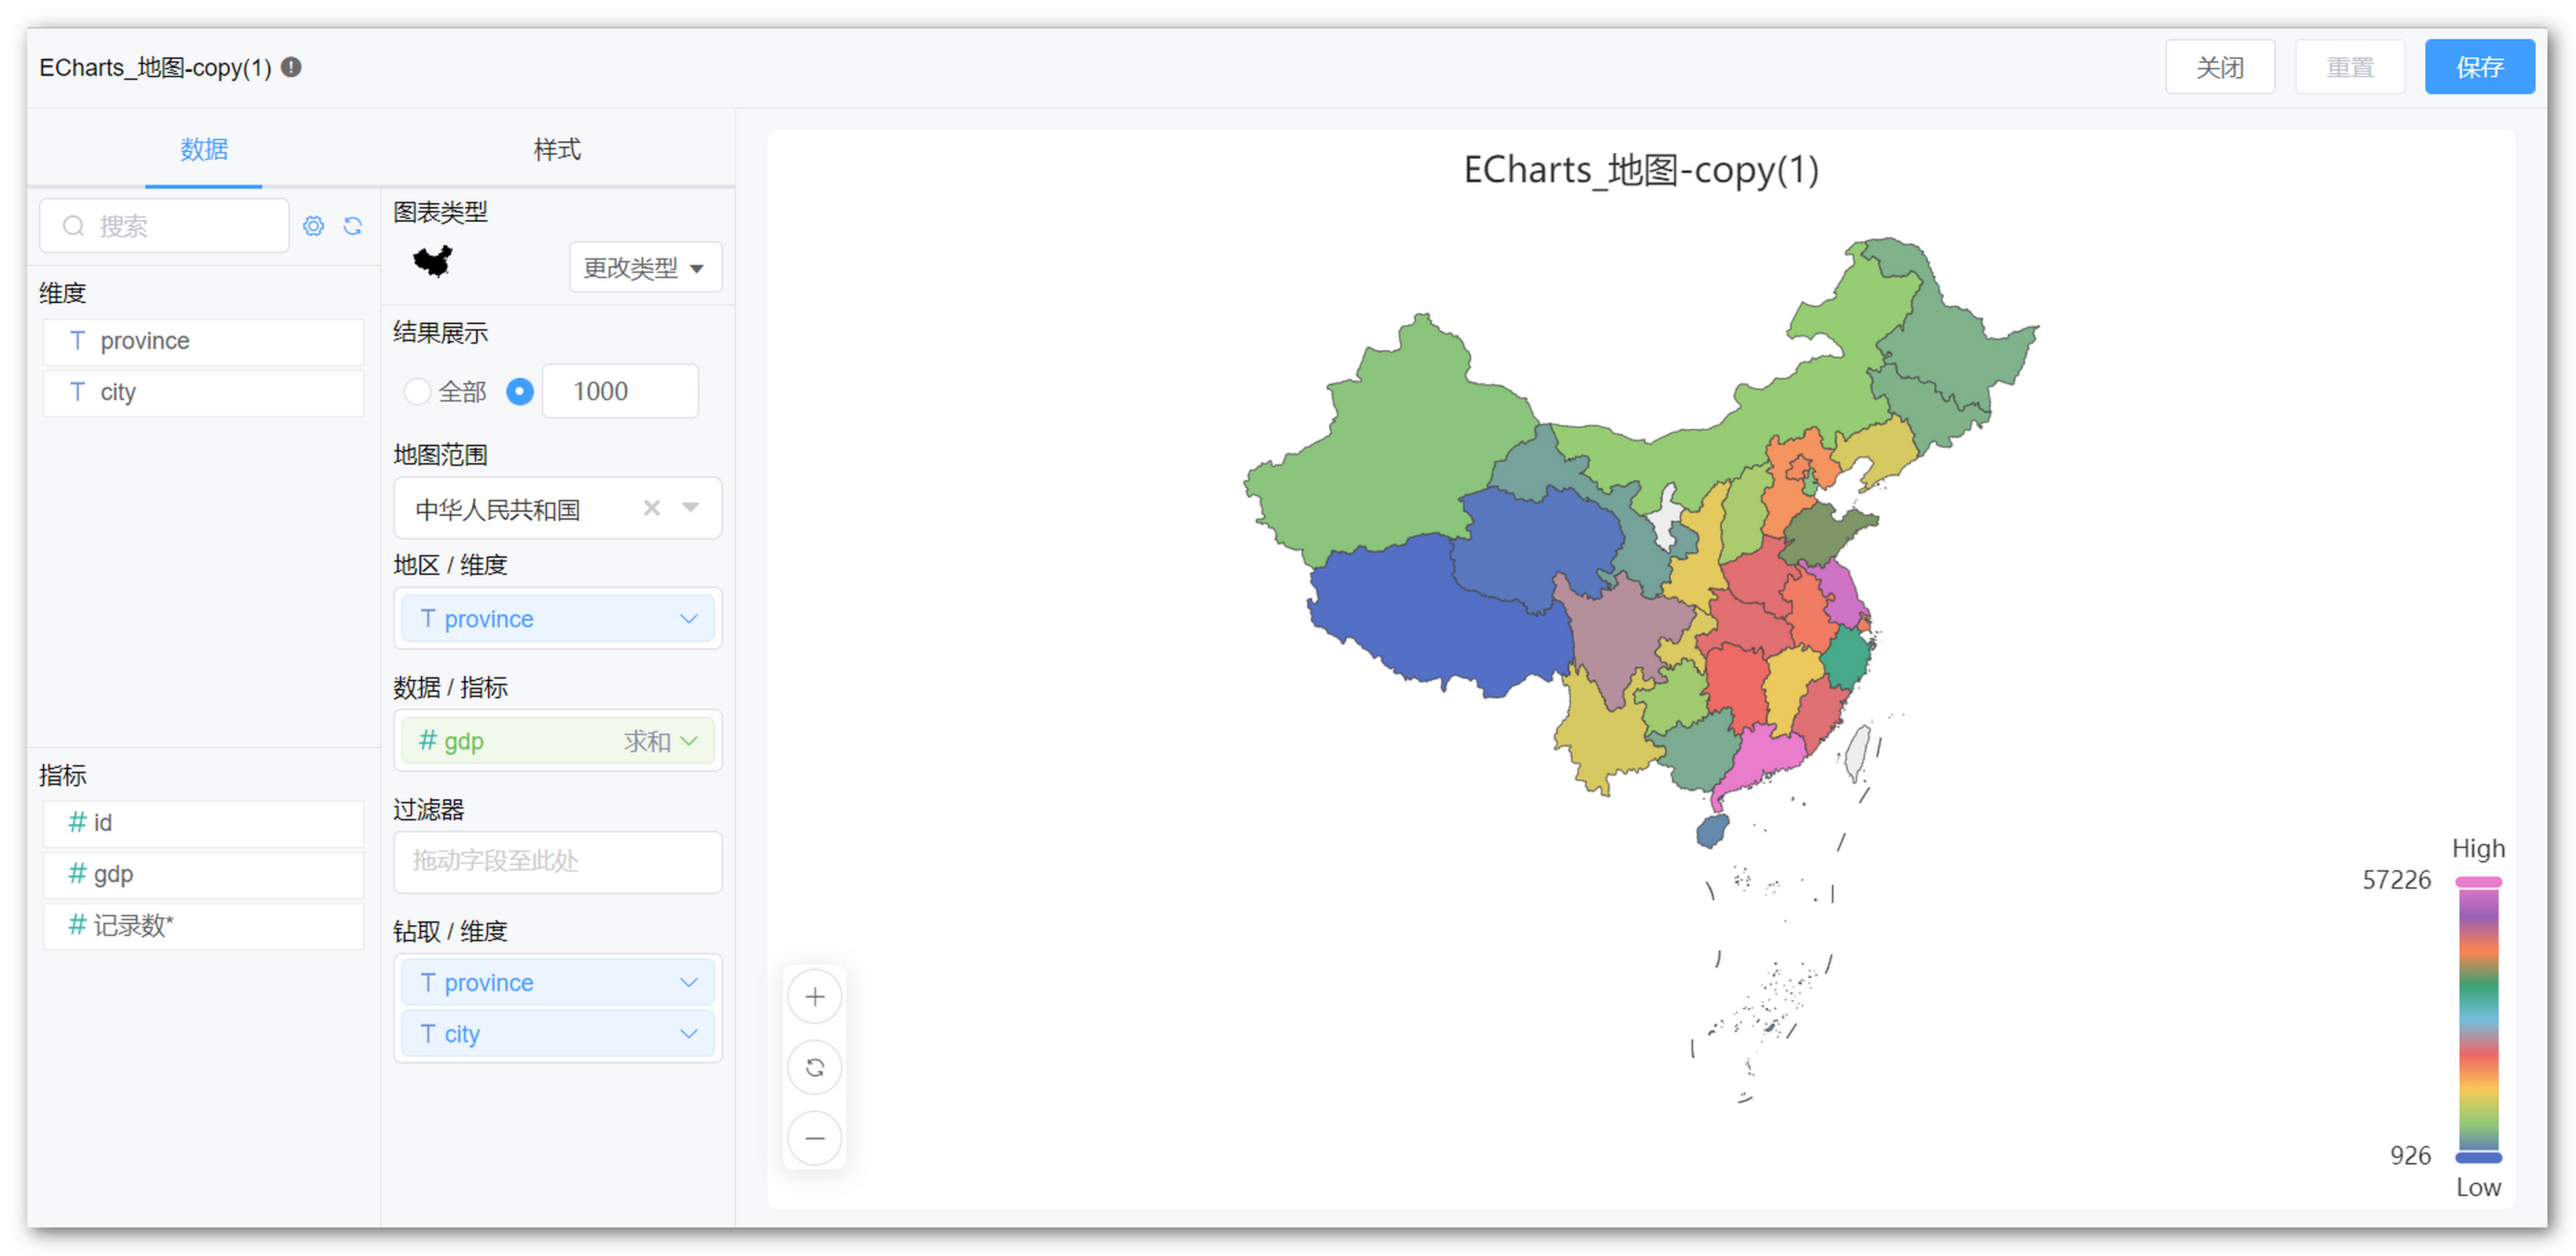 ECharts_地图-copy(1)
关闭
重置
保存
数据
样式
搜索
维度
province
city
指标
id
gdp
记录数*
图表类型
更改类型
结果展示
全部
1000
地图范围
中华人民共和国
地区 / 维度
province
数据 / 指标
gdp 求和
过滤器
拖动字段至此处
钻取 / 维度
province
city
ECharts_地图-copy(1)
High
57226
926
Low